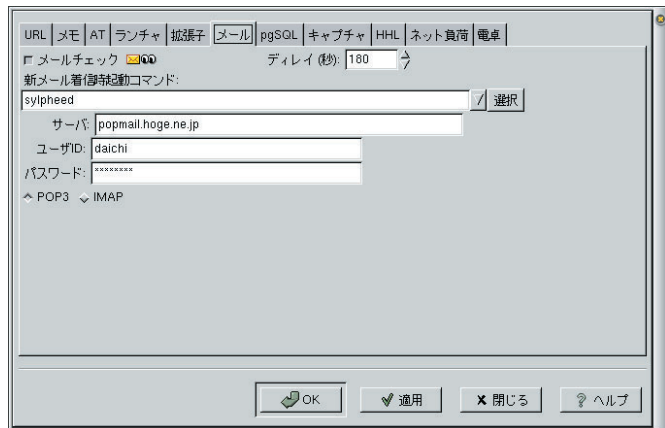 URL メモ AT ランチャ 拡張子 メール pgSQL キャプチャ HHL ネット負荷 電卓
メールチェック ディレイ (秒): 180
新メール着信時起動コマンド:
sylpheed 選択
サーバ: popmail.hoge.ne.jp
ユーザID: daichi
パスワード: ********
POP3 IMAP
OK 適用 閉じる ヘルプ